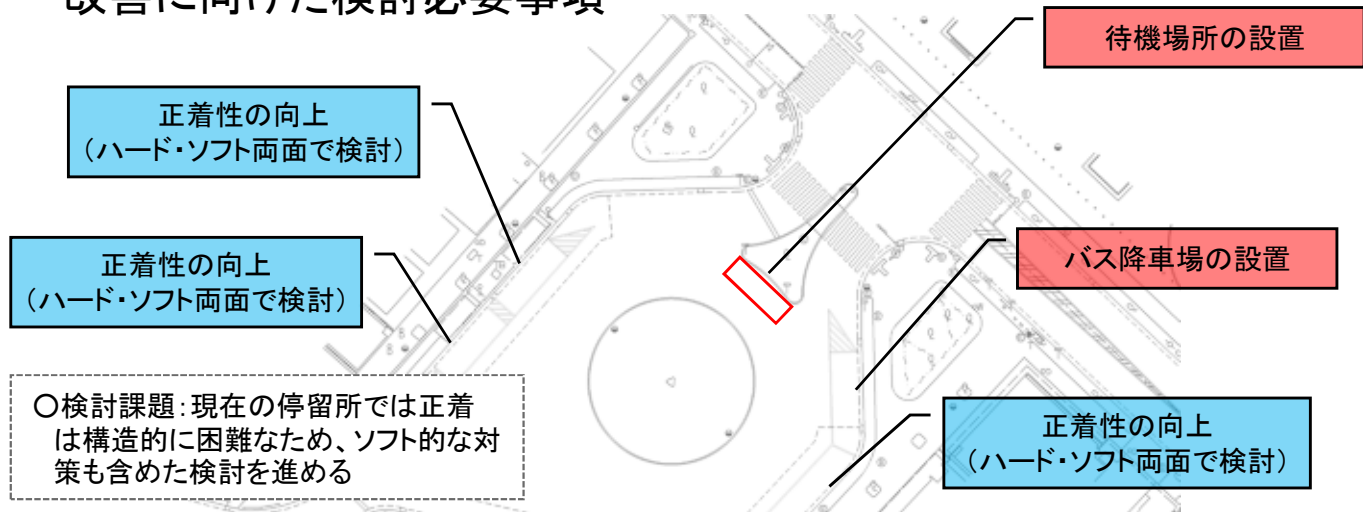 改善に向けた検討必要事項
待機場所の設置
正着性の向上
（ハード・ソフト両面で検討）
正着性の向上
（ハード・ソフト両面で検討）
バス降車場の設置
〇検討課題：現在の停留所では正着
は構造的に困難なため、ソフト的な対
策も含めた検討を進める
正着性の向上
（ハード・ソフト両面で検討）